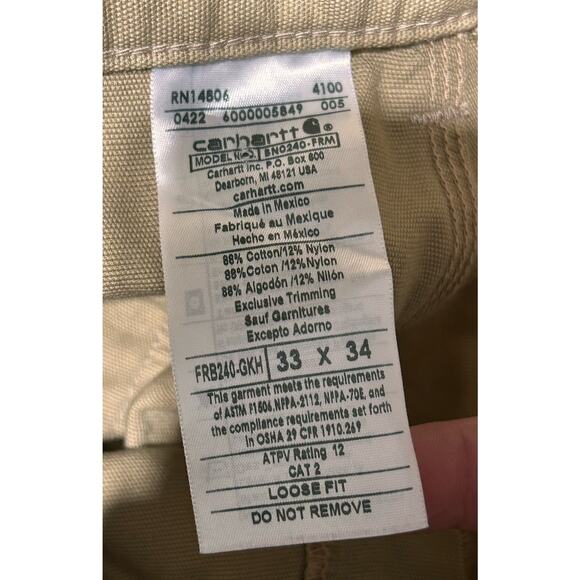 RN14806 4100
0422 6000005849 005
carhartt
MODEL No. BN0240-FRM
Carhartt Inc. P.O. Box 600
Dearborn, MI 48121 USA
carhartt.com
Made in Mexico
Fabriqué au Mexique
Hecho en México
88% Cotton/12% Nylon
88%Coton /12%Nylon
88% Algodón /12% Nilón
Exclusive Trimming
Sauf Garnitures
Excepto Adorno
FRB240-GKH 33 X 34
This garment meets the requirements
of ASTM F1506, NFPA-2112, NFPA-70E, and
the compliance requirements set forth
in OSHA 29 CFR 1910.269
ATPV Rating 12
CAT 2
LOOSE FIT
DO NOT REMOVE